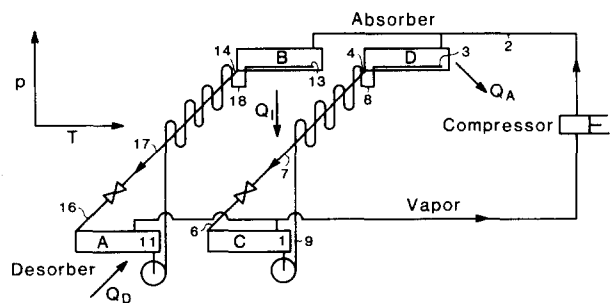 Absorber
14
B
4
D
3
2
13
18
8
p
Q_I
Q_A
T
Compressor
17
7
16
Vapor
6
A
11
C
1
9
Desorber
Q_D